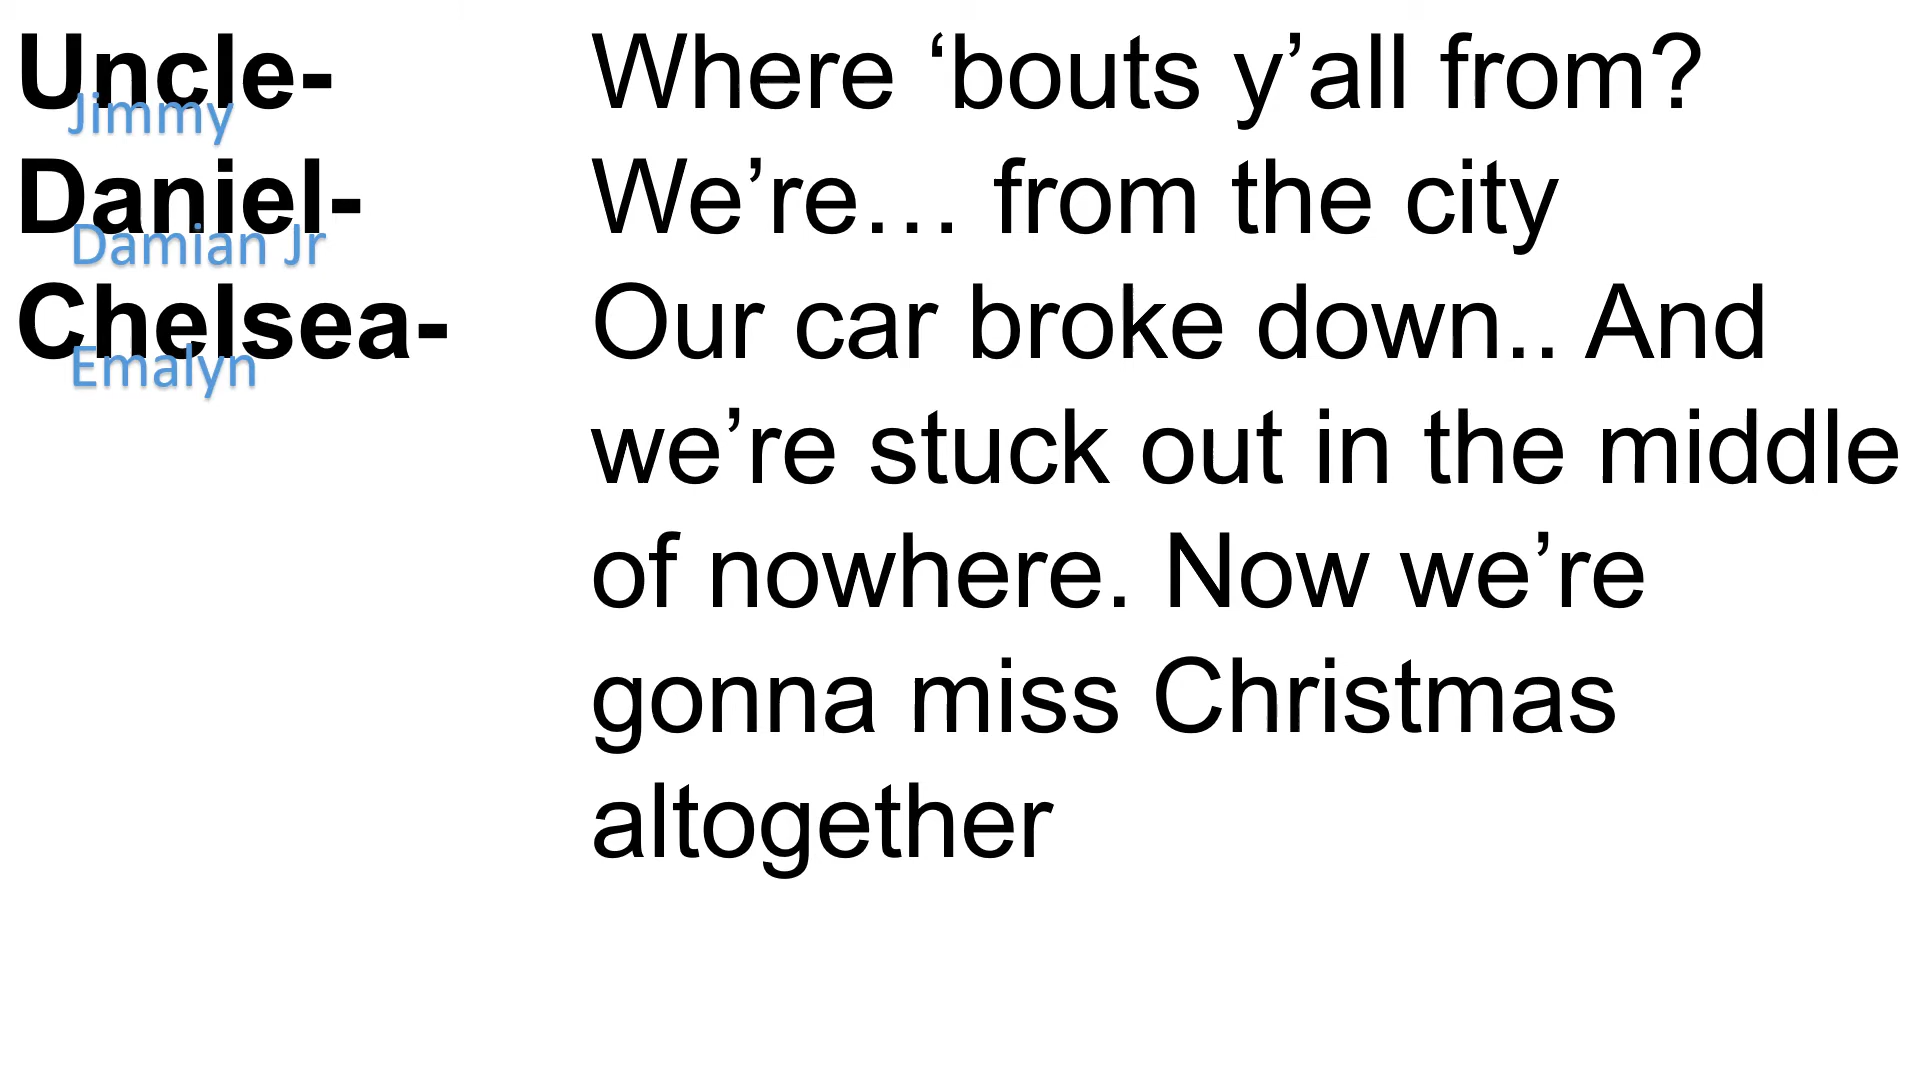 Uncle- Where ‘bouts y’all from?
Jimmy
Daniel- We’re… from the city
Damian Jr
Chelsea- Our car broke down.. And
Emalyn
we’re stuck out in the middle
of nowhere. Now we’re
gonna miss Christmas
altogether